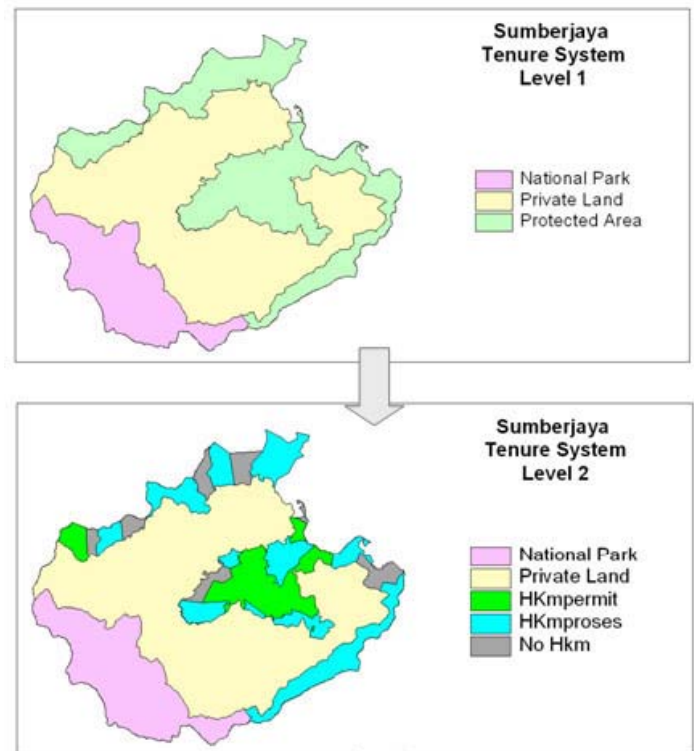 Sumberjaya
Tenure System
Level 1
National Park
Private Land
Protected Area
Sumberjaya
Tenure System
Level 2
National Park
Private Land
HKmpermit
HKmproses
No Hkm